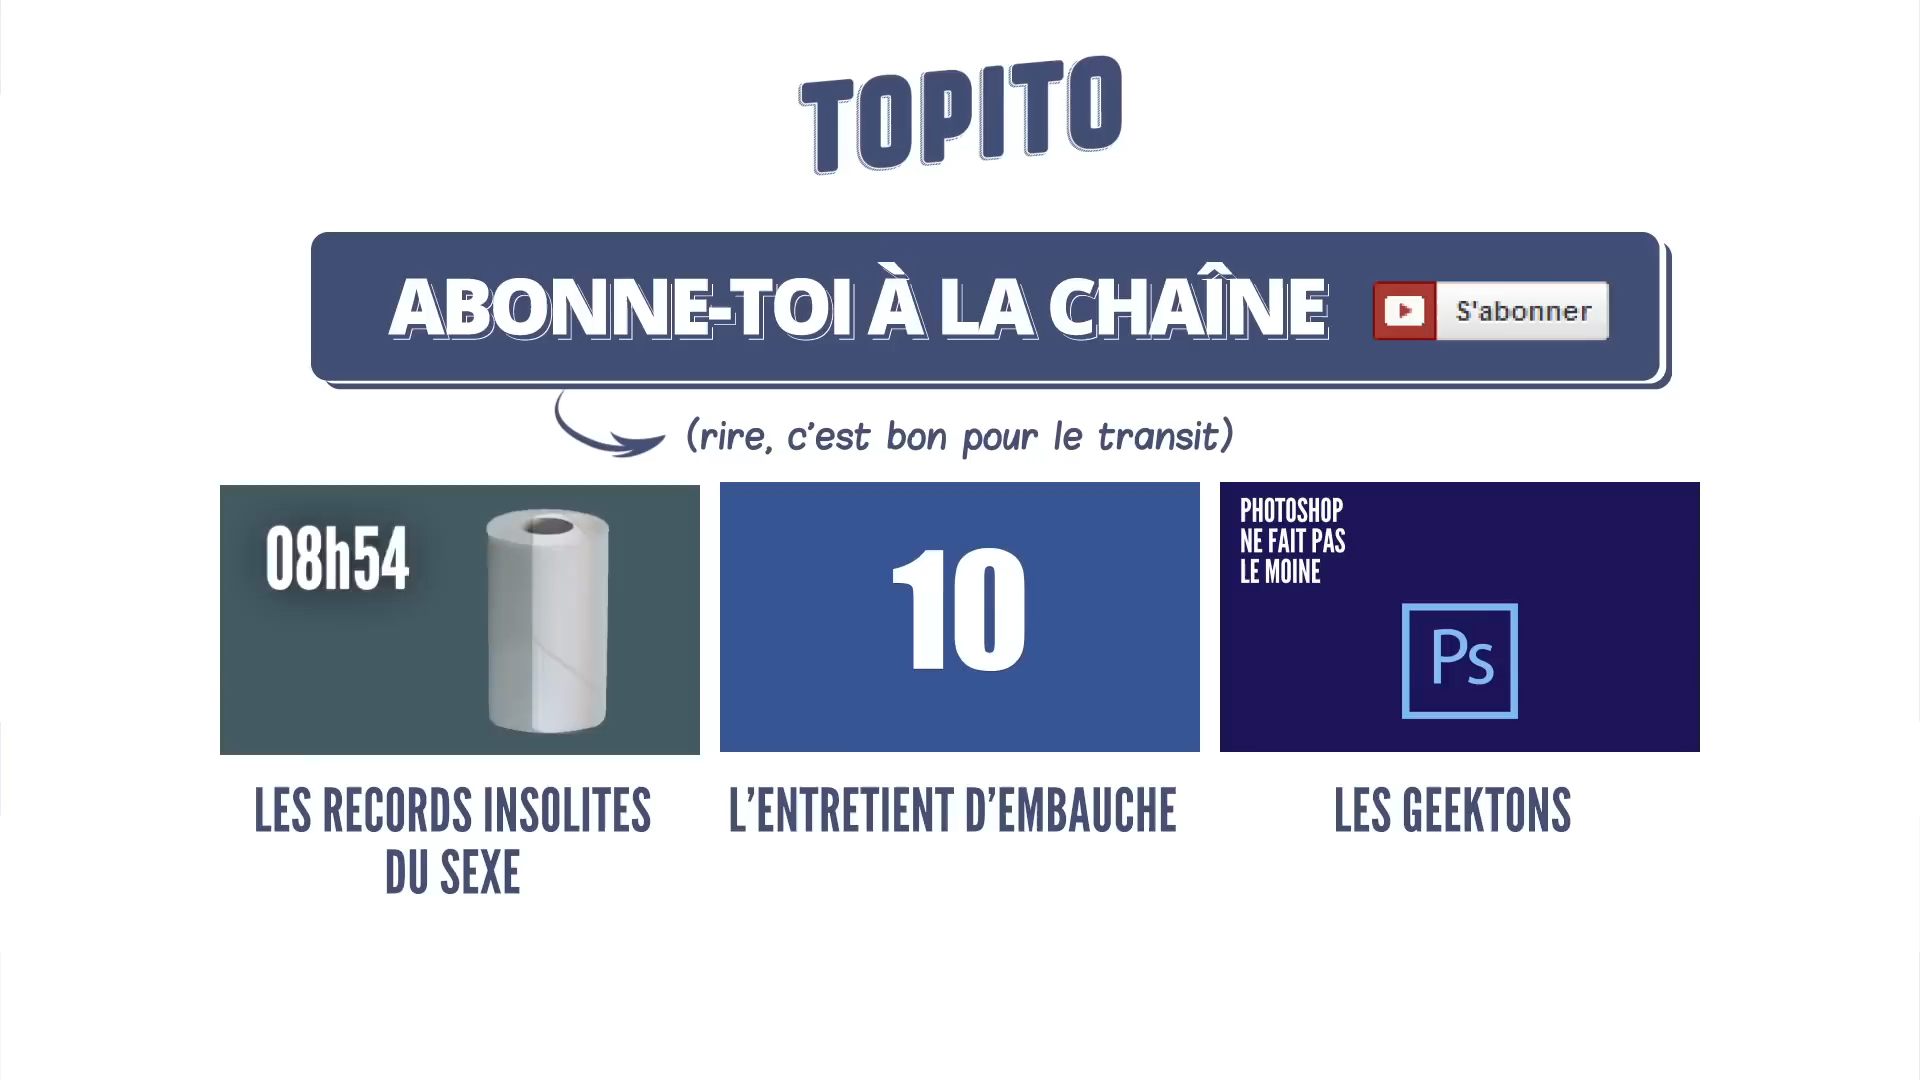 TOPITO
ABONNE-TOI À LA CHAÎNE
S'abonner
(rire, c'est bon pour le transit)
08h54
10
PHOTOSHOP
NE FAIT PAS
LE MOINE
Ps
LES RECORDS INSOLITES
DU SEXE
L'ENTRETIENT D'EMBAUCHE
LES GEEKTONS